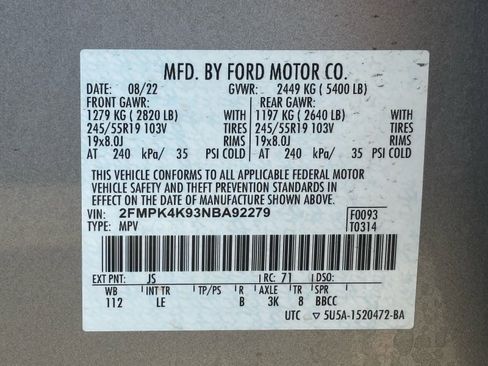 MFD. BY FORD MOTOR CO.
DATE: 08/22 GVWR: 2449 KG ( 5400 LB)
FRONT GAWR: REAR GAWR:
1279 KG ( 2820 LB) WITH 1197 KG ( 2640 LB) WITH
245/55R19 103V TIRES 245/55R19 103V TIRES
19x8.0J RIMS 19x8.0J RIMS
AT 240 kPa/ 35 PSI COLD AT 240 kPa/ 35 PSI COLD
THIS VEHICLE CONFORMS TO ALL APPLICABLE FEDERAL MOTOR
VEHICLE SAFETY AND THEFT PREVENTION STANDARDS IN
EFFECT ON THE DATE OF MANUFACTURE SHOWN ABOVE.
VIN: 2FMPK4K93NBA92279 F0093
TYPE: MPV T0314
EXT PNT: JS RC: 71 DSO:
WB INT TR TP/PS R AXLE TR SPR
112 LE B 3K 8 BBCC
UTC ▽ 5U5A-1520472-BA